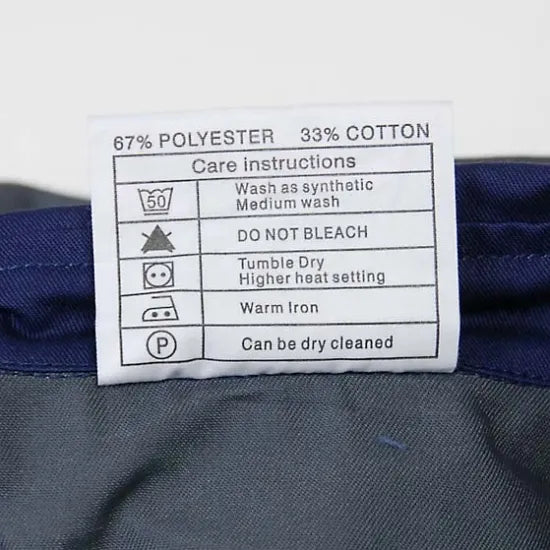 67% POLYESTER 33% COTTON
Care instructions
50
Wash as synthetic
Medium wash
DO NOT BLEACH
Tumble Dry
Higher heat setting
Warm Iron
P
Can be dry cleaned